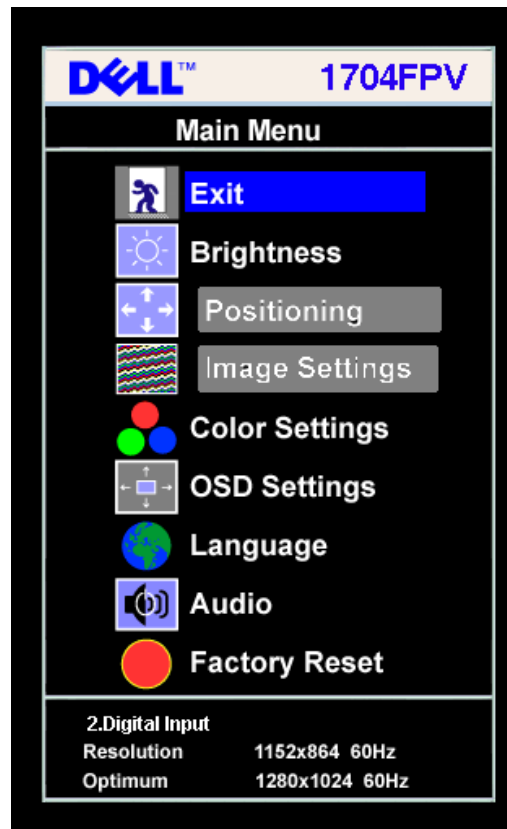 DELL™ 1704FPV
Main Menu
Exit
Brightness
Positioning
Image Settings
Color Settings
OSD Settings
Language
Audio
Factory Reset
2.Digital Input
Resolution 1152x864 60Hz
Optimum 1280x1024 60Hz